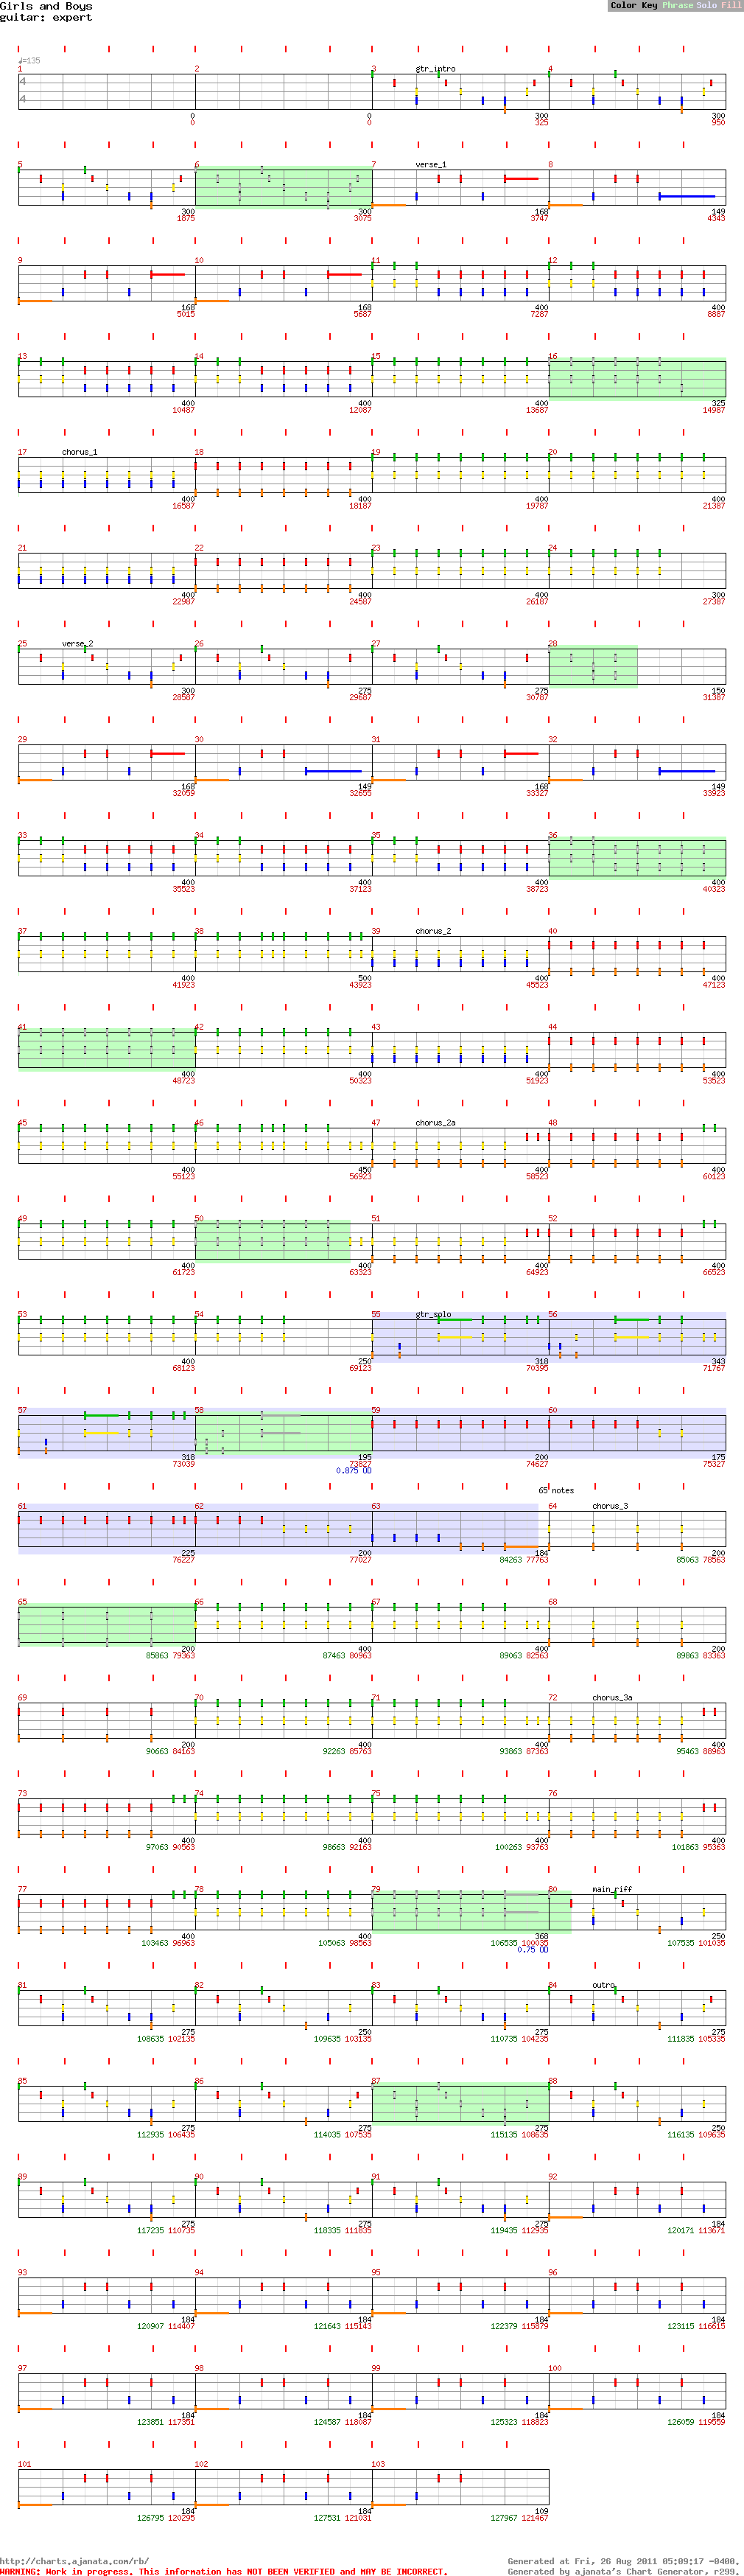 Girls and Boys
guitar: expert
Color Key Phrase Solo Fill
♩=135
1 2 3 gtr_intro 4
4
4
0 0 300 300
0 0 325 950
5 6 7 verse_1 8
300 300 168 149
1875 3075 3747 4343
9 10 11 12
168 168 400 400
5015 5687 7287 8887
13 14 15 16
400 400 400 325
10487 12087 13687 14987
17 chorus_1 18 19 20
400 400 400 400
16587 18187 19787 21387
21 22 23 24
400 400 400 300
22987 24587 26187 27387
25 verse_2 26 27 28
300 275 275 150
28587 29687 30787 31387
29 30 31 32
168 149 168 149
32059 32655 33327 33923
33 34 35 36
400 400 400 400
35523 37123 38723 40323
37 38 39 chorus_2 40
400 500 400 400
41923 43923 45523 47123
41 42 43 44
400 400 400 400
48723 50323 51923 53523
45 46 47 chorus_2a 48
400 450 400 400
55123 56923 58523 60123
49 50 51 52
400 400 400 400
61723 63323 64923 66523
53 54 55 gtr_solo 56
400 250 318 343
68123 69123 70395 71767
57 58 59 60
318 195 200 175
73039 73827 74627 75327
0.875 OD
65 notes
61 62 63 64 chorus_3
225 200 184 200
76227 77027 84263 77763 85063 78563
65 66 67 68
200 400 400 200
85863 79363 87463 80963 89063 82563 89863 83363
69 70 71 72 chorus_3a
200 400 400 400
90663 84163 92263 85763 93863 87363 95463 88963
73 74 75 76
400 400 400 400
97063 90563 98663 92163 100263 93763 101863 95363
77 78 79 80 main_riff
400 400 368 250
103463 96963 105063 98563 106535 100035 107535 101035
0.75 OD
81 82 83 84 outro
275 250 275 275
108635 102135 109635 103135 110735 104235 111835 105335
85 86 87 88
275 275 275 250
112935 106435 114035 107535 115135 108635 116135 109635
89 90 91 92
275 275 275 184
117235 110735 118335 111835 119435 112935 120171 113671
93 94 95 96
184 184 184 184
120907 114407 121643 115143 122379 115879 123115 116615
97 98 99 100
184 184 184 184
123851 117351 124587 118087 125323 118823 126059 119559
101 102 103
184 184 109
126795 120295 127531 121031 127967 121467
http://charts.ajanata.com/rb/ Generated at Fri, 26 Aug 2011 05:09:17 -0400.
WARNING: Work in progress. This information has NOT BEEN VERIFIED and MAY BE INCORRECT. Generated by ajanata's Chart Generator, r299.